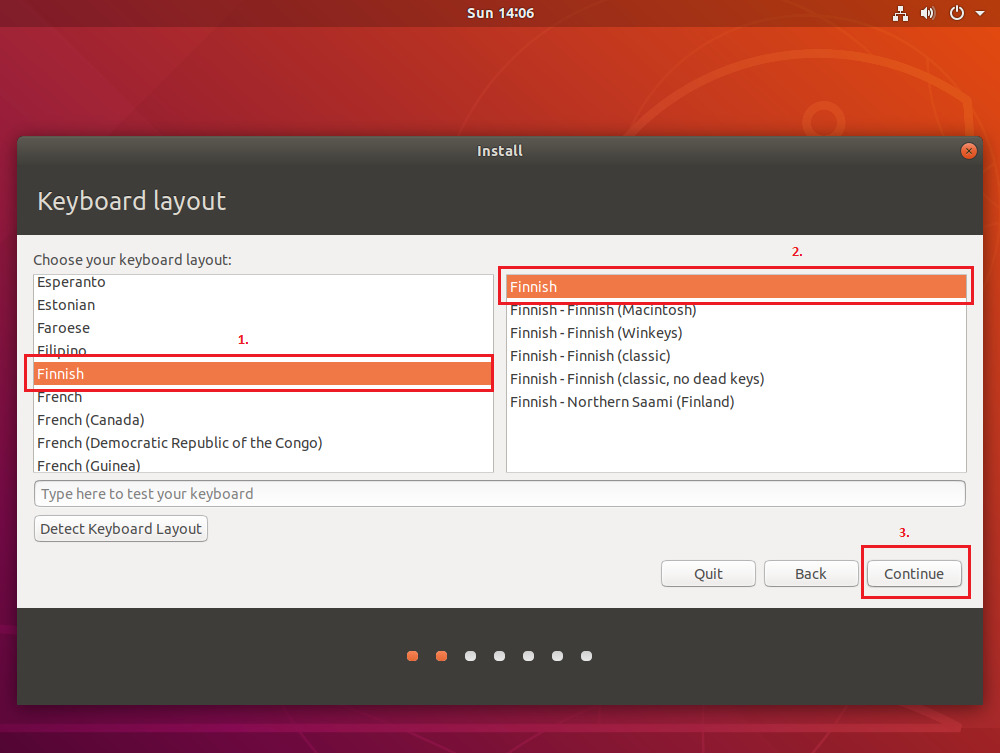 Sun 14:06
Install
Keyboard layout
Choose your keyboard layout:
2.
Esperanto
Estonian
Faroese
1.
Filipino
Finnish
French
French (Canada)
French (Democratic Republic of the Congo)
French (Guinea)
Finnish
Finnish - Finnish (Macintosh)
Finnish - Finnish (Winkeys)
Finnish - Finnish (classic)
Finnish - Finnish (classic, no dead keys)
Finnish - Northern Saami (Finland)
Type here to test your keyboard
Detect Keyboard Layout
3.
Quit
Back
Continue